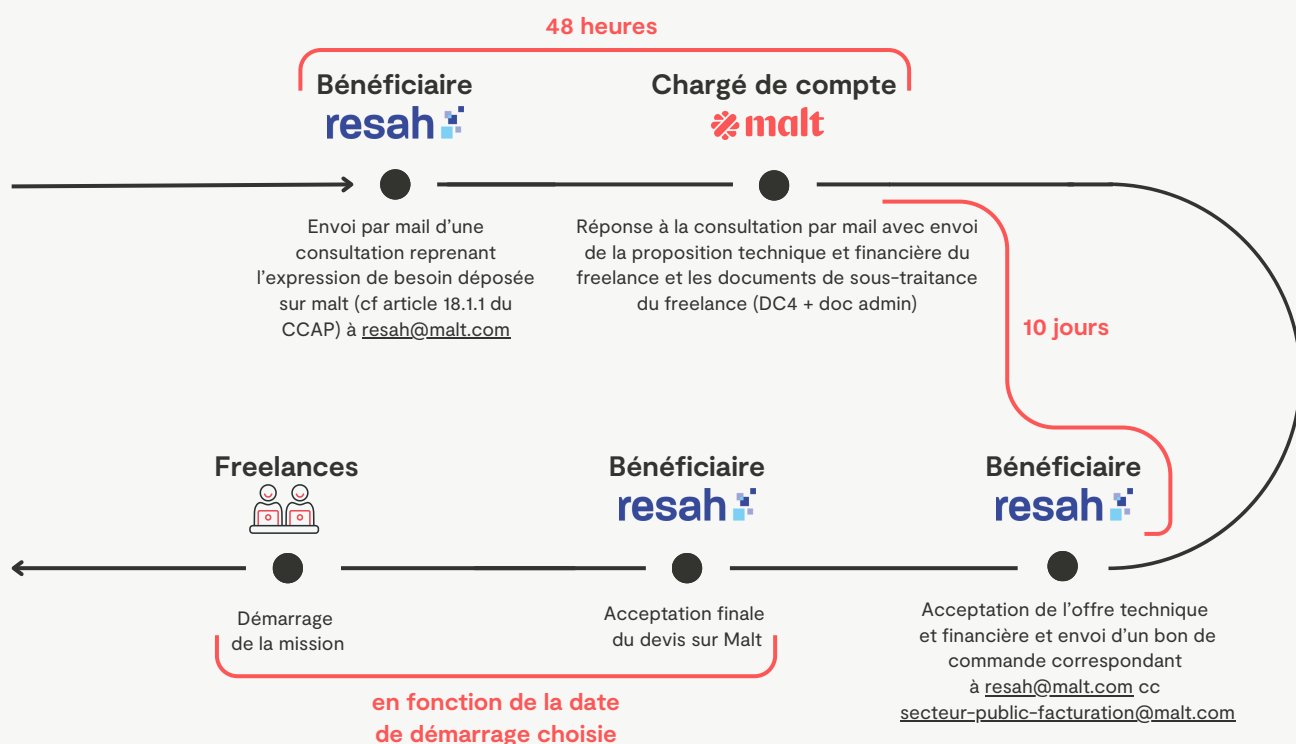 48 heures
Bénéficiaire
resah
Chargé de compte
malt
Envoi par mail d'une
consultation reprenant
l'expression de besoin déposée
sur malt (cf article 18.1.1 du
CCAP) à resah@malt.com
Réponse à la consultation par mail avec envoi
de la proposition technique et financière du
freelance et les documents de sous-traitance
du freelance (DC4 + doc admin)
10 jours
Bénéficiaire
resah
Acceptation de l'offre technique
et financière et envoi d'un bon de
commande correspondant
à resah@malt.com cc
secteur-public-facturation@malt.com
Bénéficiaire
resah
Acceptation finale
du devis sur Malt
Freelances
Démarrage
de la mission
en fonction de la date
de démarrage choisie